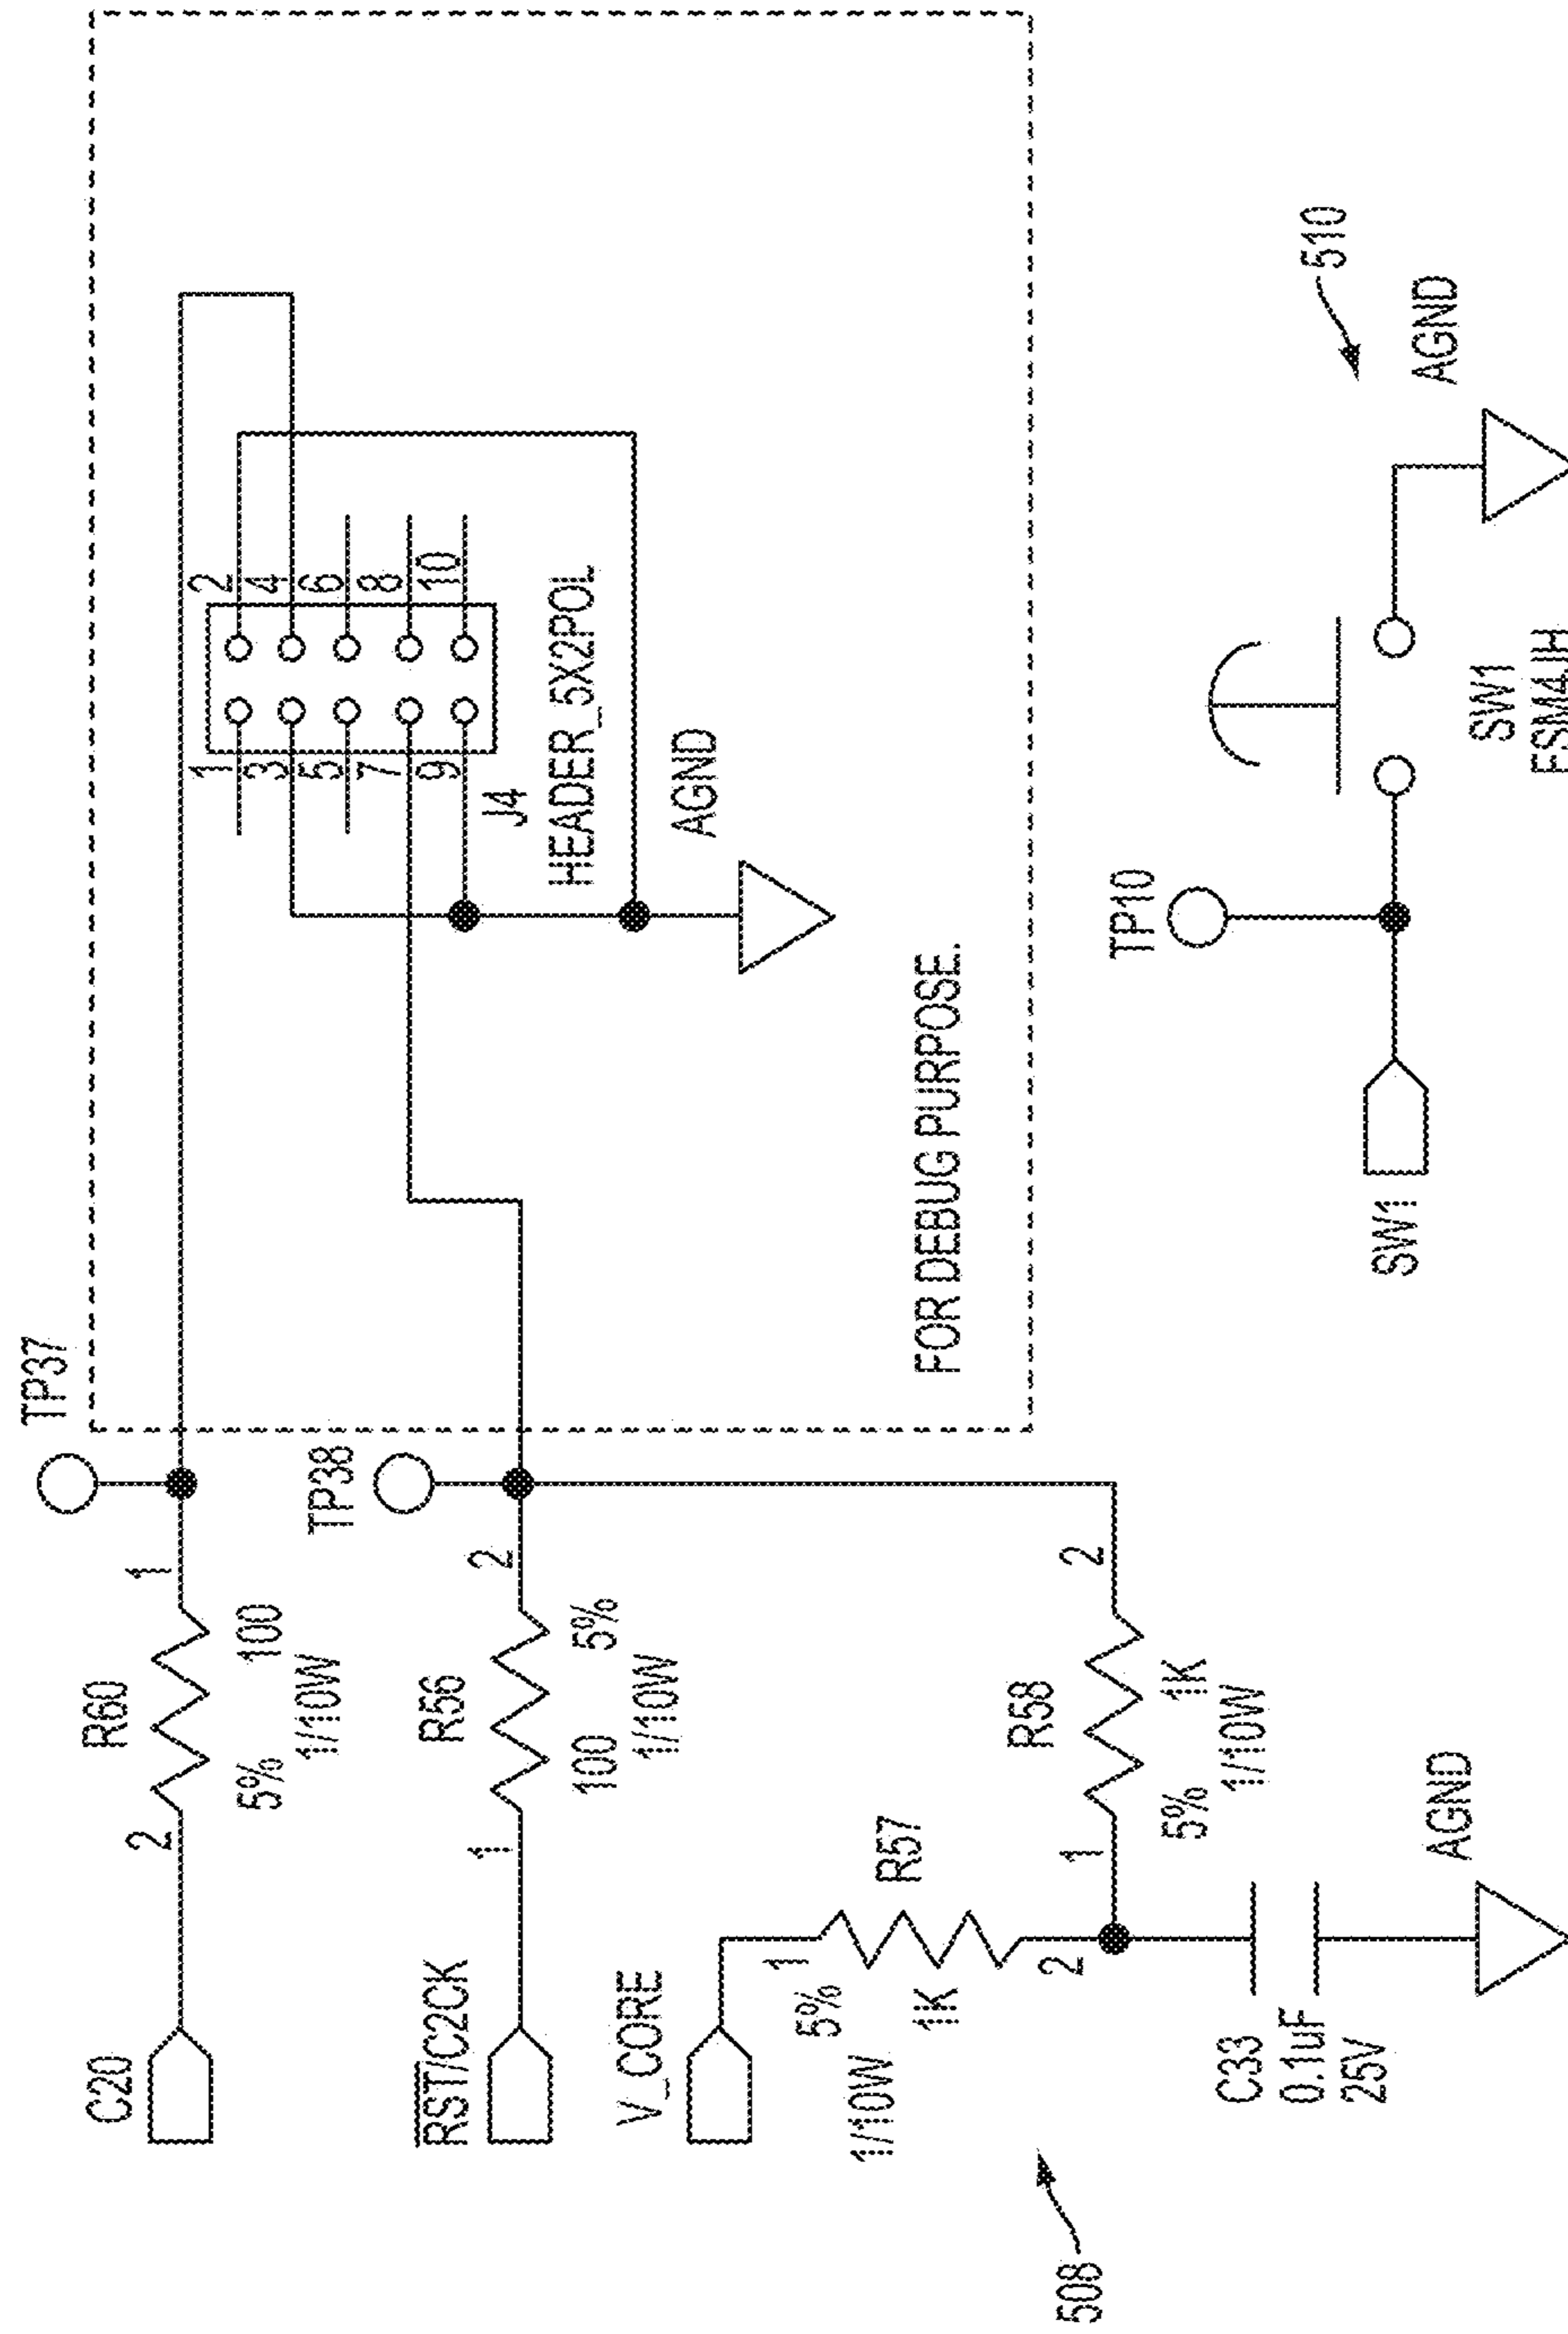 TP37
C20
2
R60
1
5%
100
1/10W
TP38
RST/C2CK
1
R56
2
100
5%
1/10W
V_CORE
1
5%
1/10W
1K
2
R57
1
R58
2
5%
1K
1/10W
C33
0.1uF
25V
AGND
508
1
2
3
4
5
6
7
8
9
10
J4
HEADER_5X2POL
AGND
FOR DEBUG PURPOSE.
TP10
SW1
SW1
AGND
510